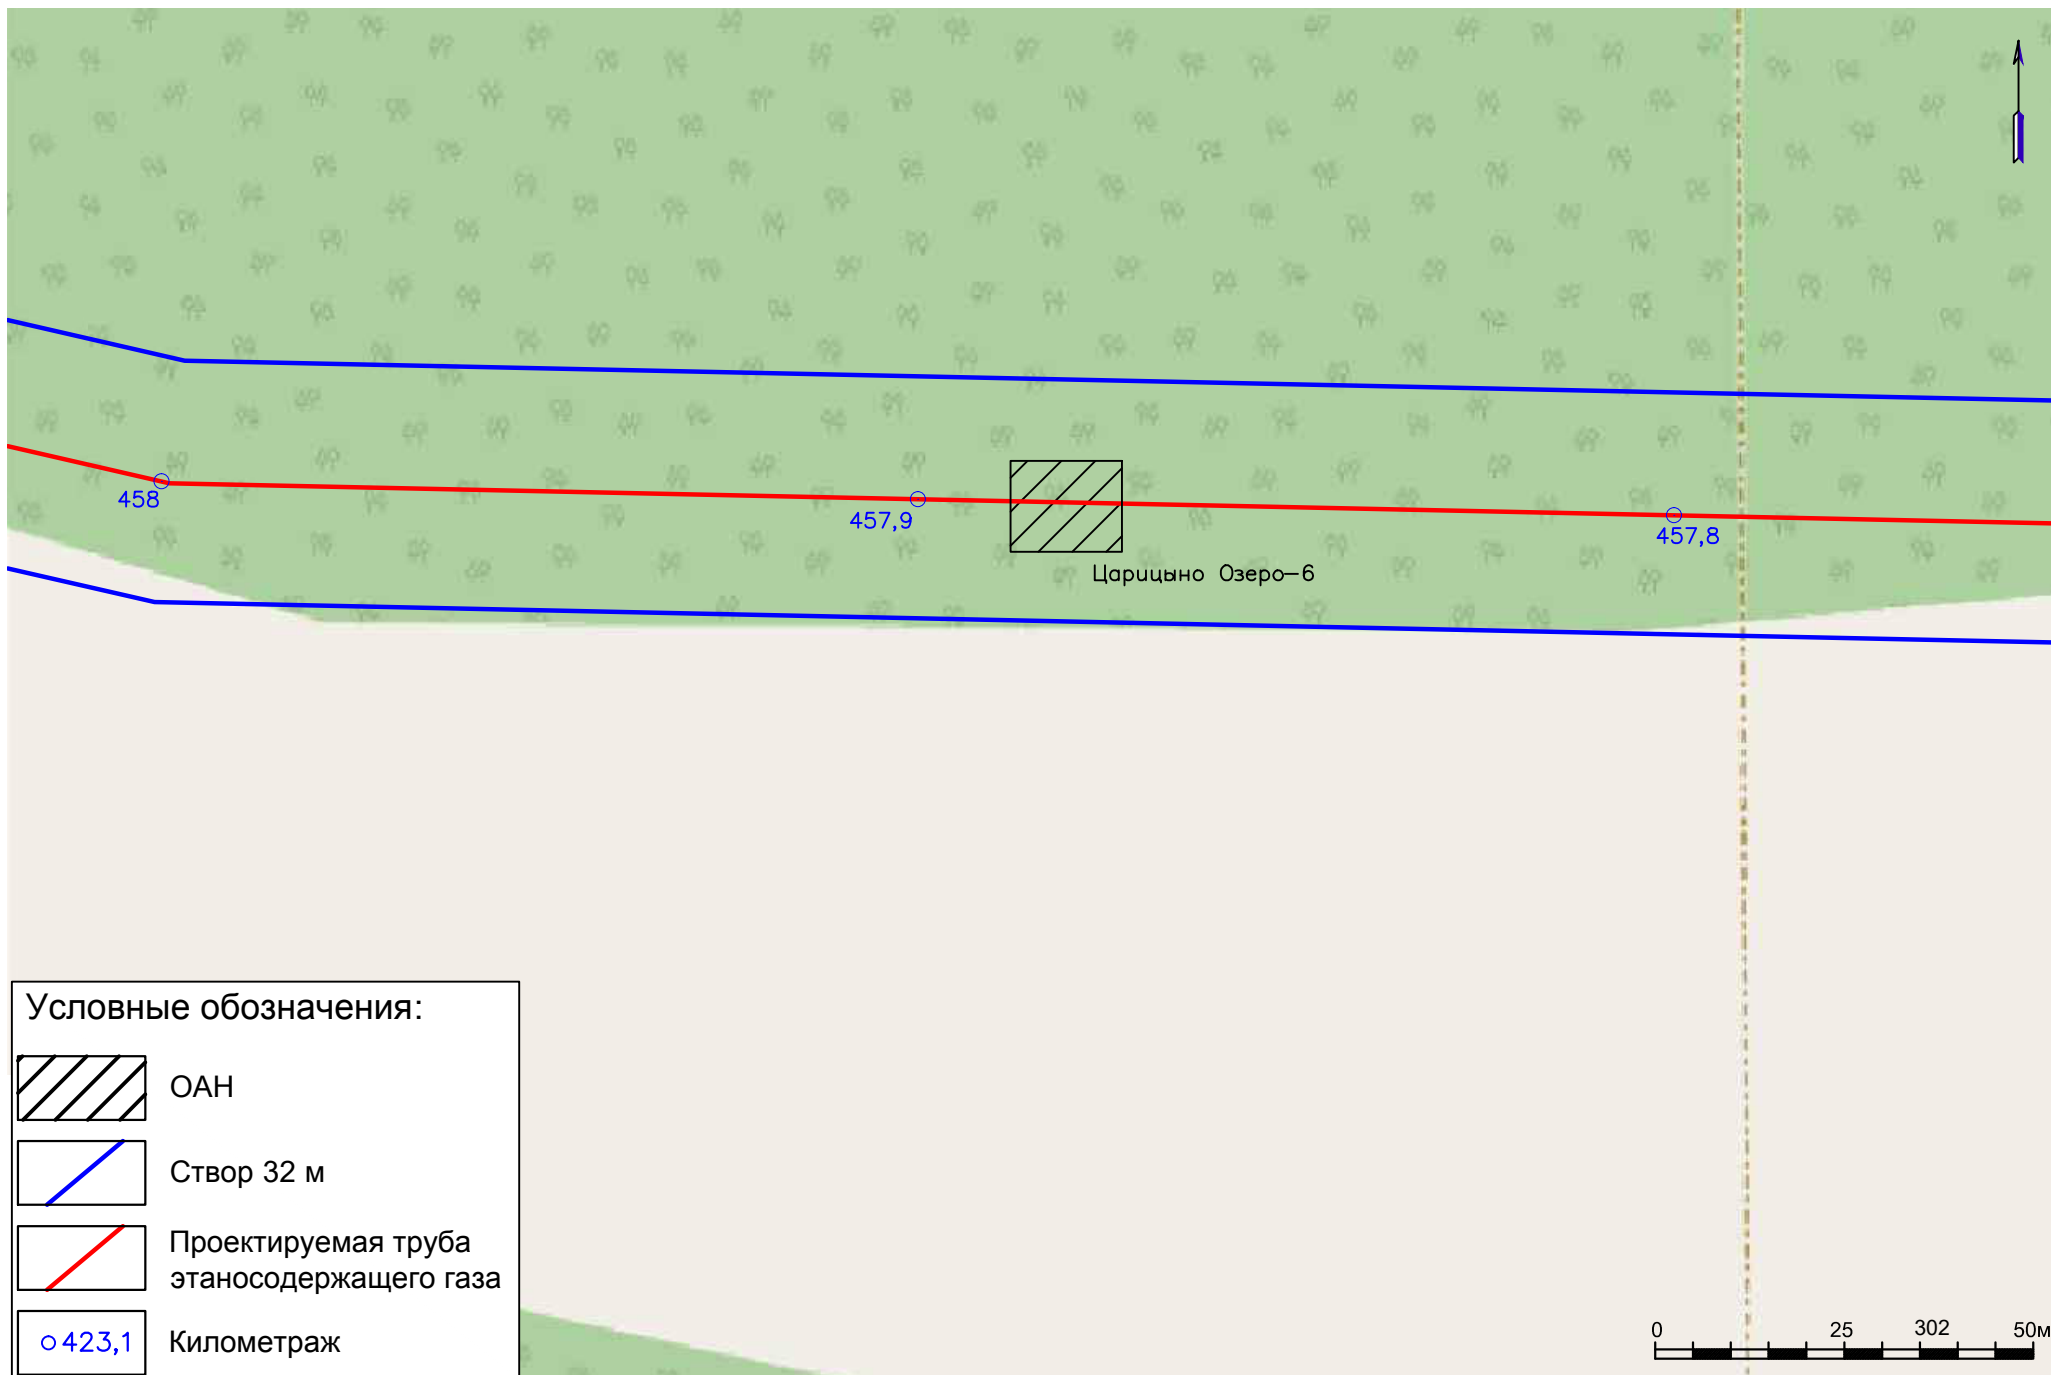 458
457,9
457,8
Царицыно Озеро-6
Условные обозначения:
ОАН
Створ 32 м
Проектируемая труба
этаносодержащего газа
423,1 Километраж
0 25 302 50м